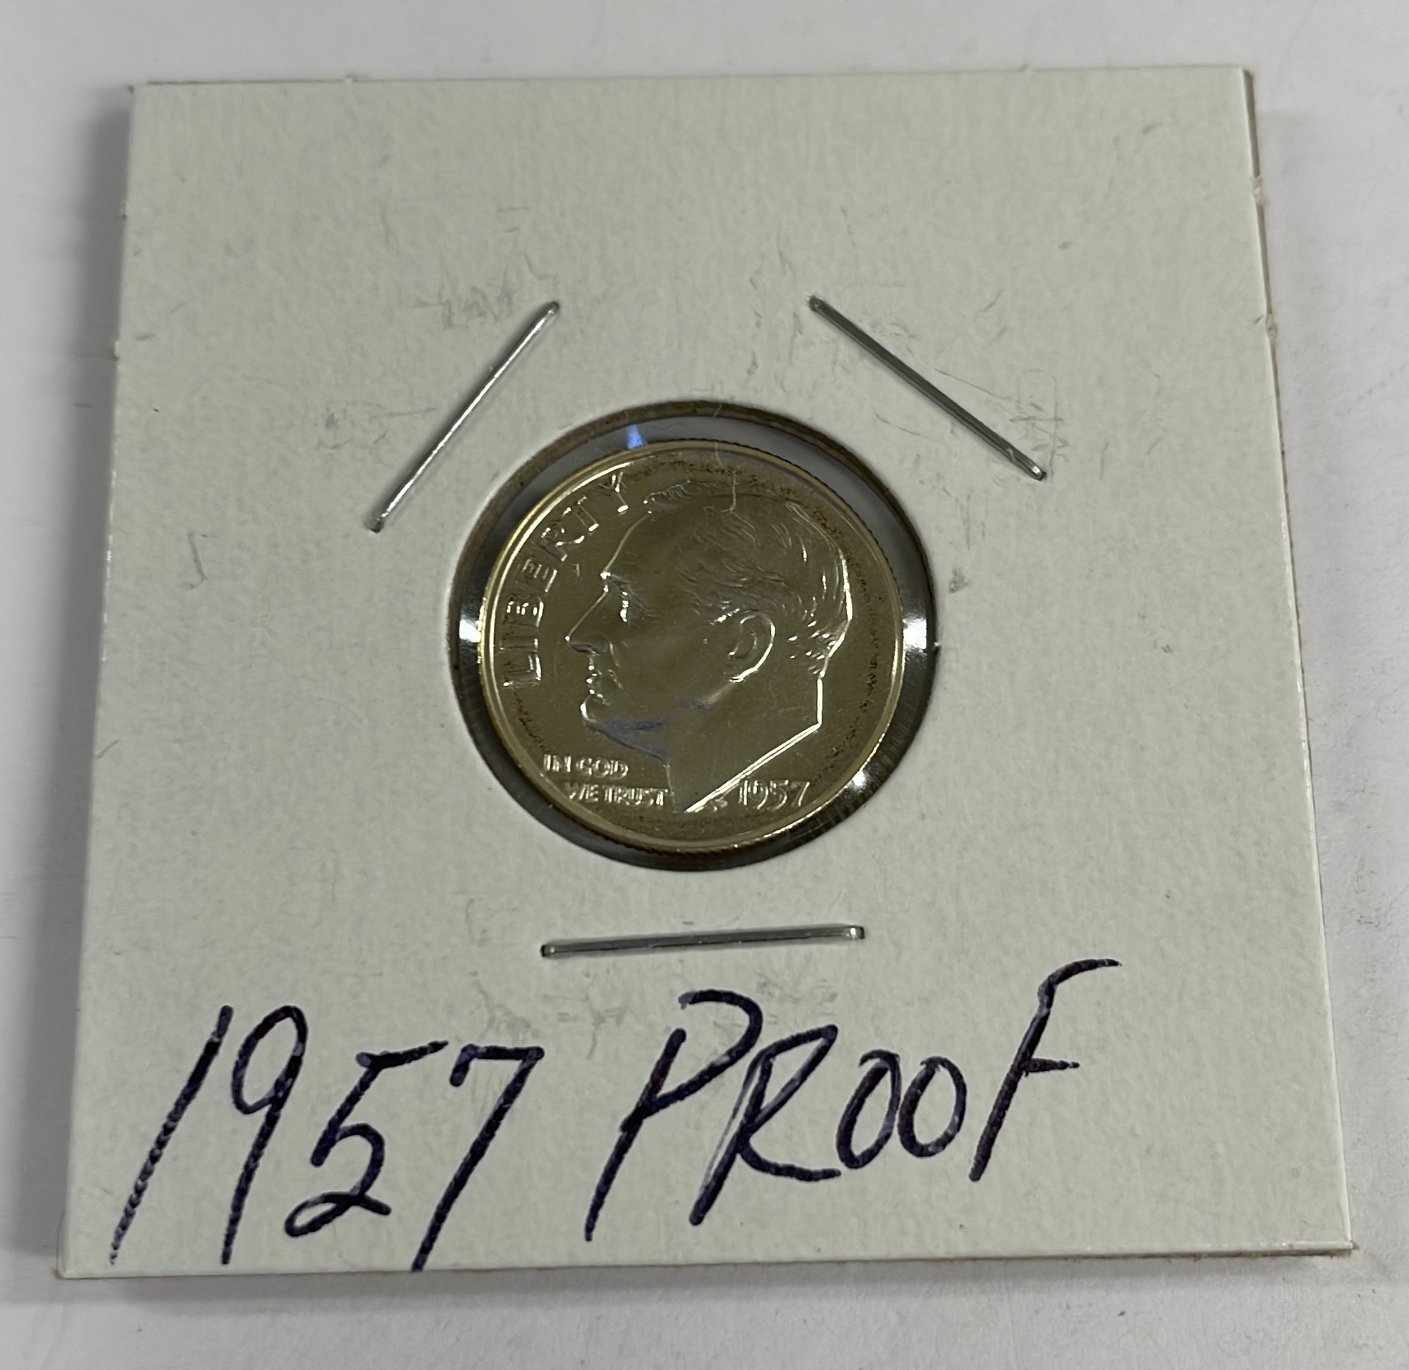 LIBERTY
IN GOD
WE TRUST
1957
1957 PROOF